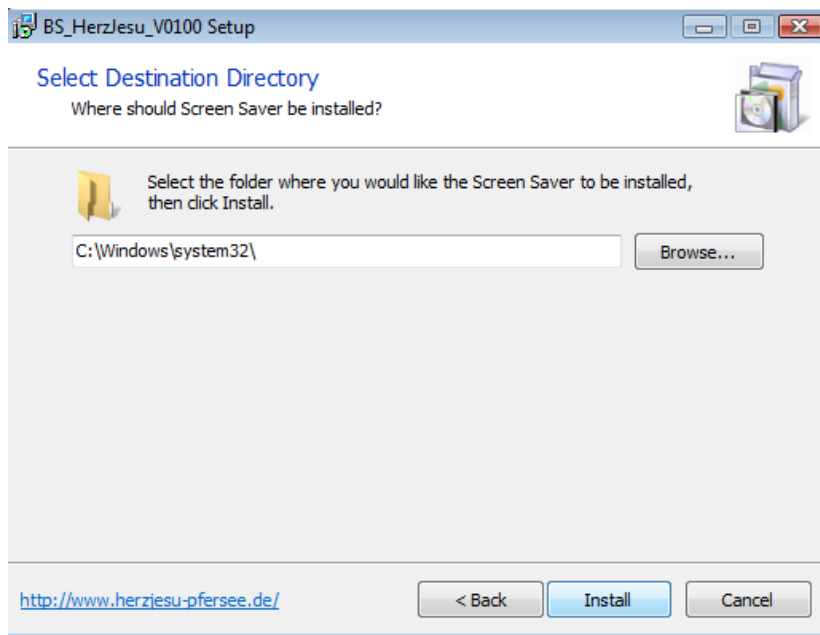 BS_HerzJesu_V0100 Setup
Select Destination Directory
Where should Screen Saver be installed?
Select the folder where you would like the Screen Saver to be installed,
then click Install.
C:\Windows\system32\
Browse...
http://www.herzjesu-pfersee.de/
< Back
Install
Cancel